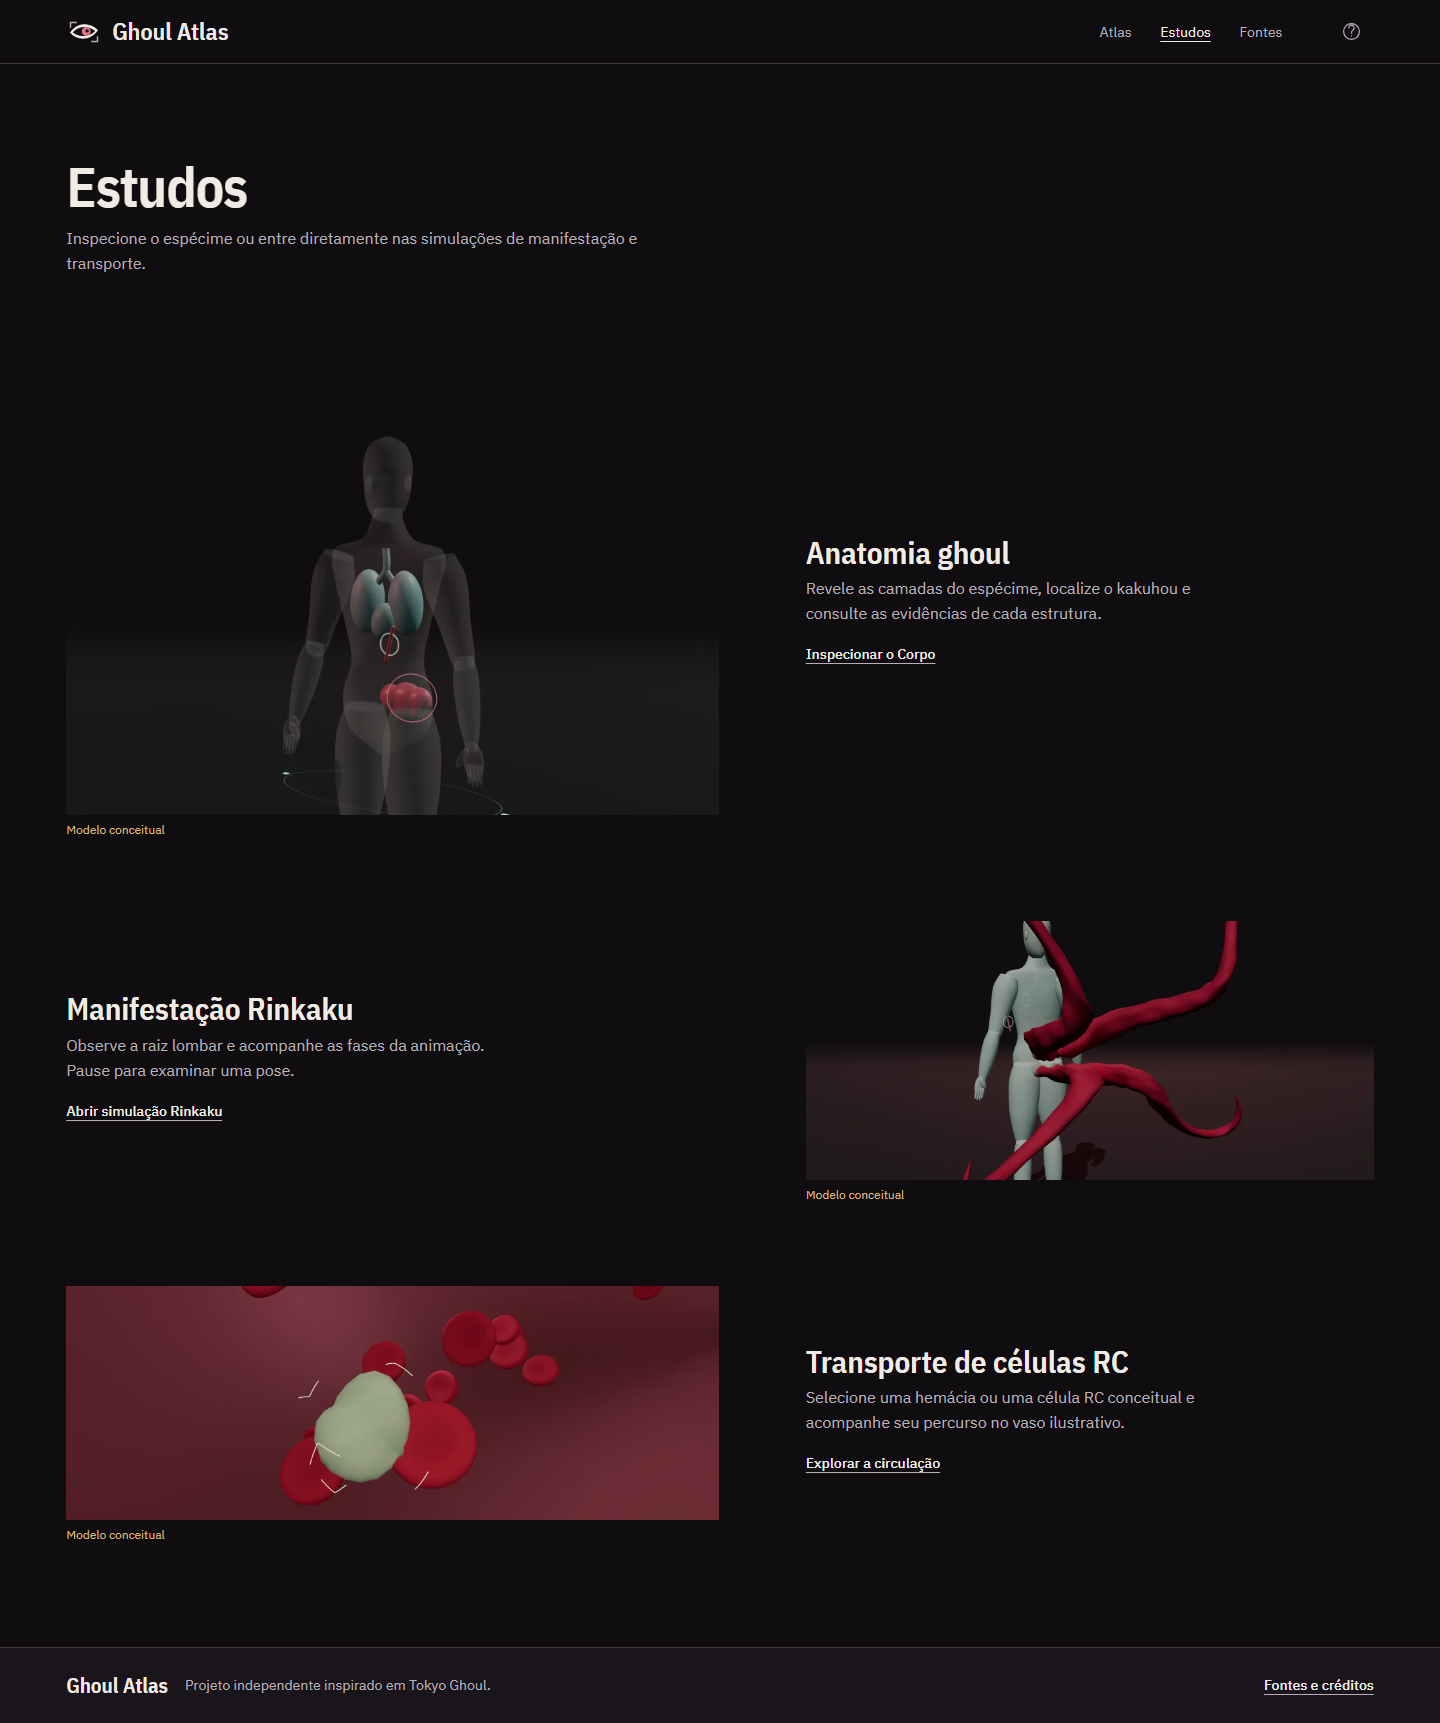 Ghoul Atlas
Atlas
Estudos
Fontes
Estudos
Inspecione o espécime ou entre diretamente nas simulações de manifestação e
transporte.
Anatomia ghoul
Revele as camadas do espécime, localize o kakuhou e
consulte as evidências de cada estrutura.
Inspecionar o Corpo
Modelo conceitual
Manifestação Rinkaku
Observe a raiz lombar e acompanhe as fases da animação.
Pause para examinar uma pose.
Abrir simulação Rinkaku
Modelo conceitual
Transporte de células RC
Selecione uma hemácia ou uma célula RC conceitual e
acompanhe seu percurso no vaso ilustrativo.
Explorar a circulação
Modelo conceitual
Ghoul Atlas
Projeto independente inspirado em Tokyo Ghoul.
Fontes e créditos